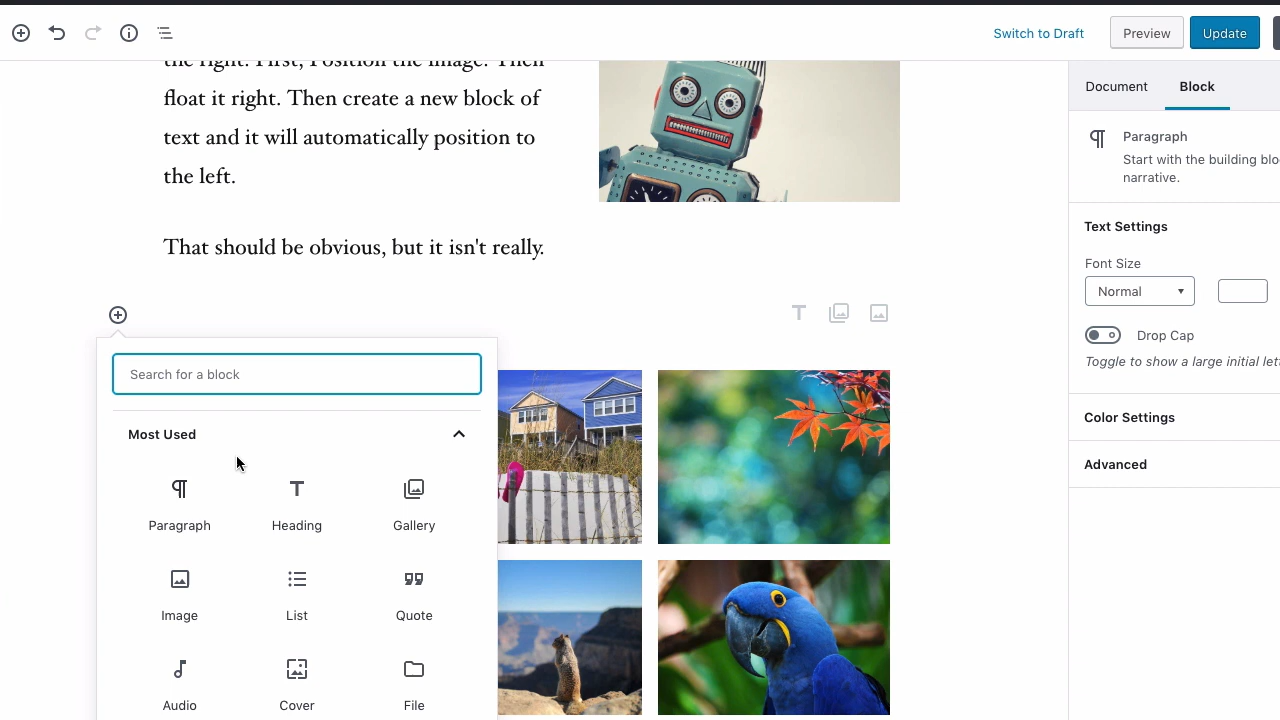 Switch to Draft
Preview
Update
the right. First, Position the image. Then
float it right. Then create a new block of
text and it will automatically position to
the left.
That should be obvious, but it isn't really.
Search for a block
Most Used
Paragraph
Heading
Gallery
Image
List
Quote
Audio
Cover
File
Document
Block
Paragraph
Start with the building blo
narrative.
Text Settings
Font Size
Normal
Drop Cap
Toggle to show a large initial lett
Color Settings
Advanced